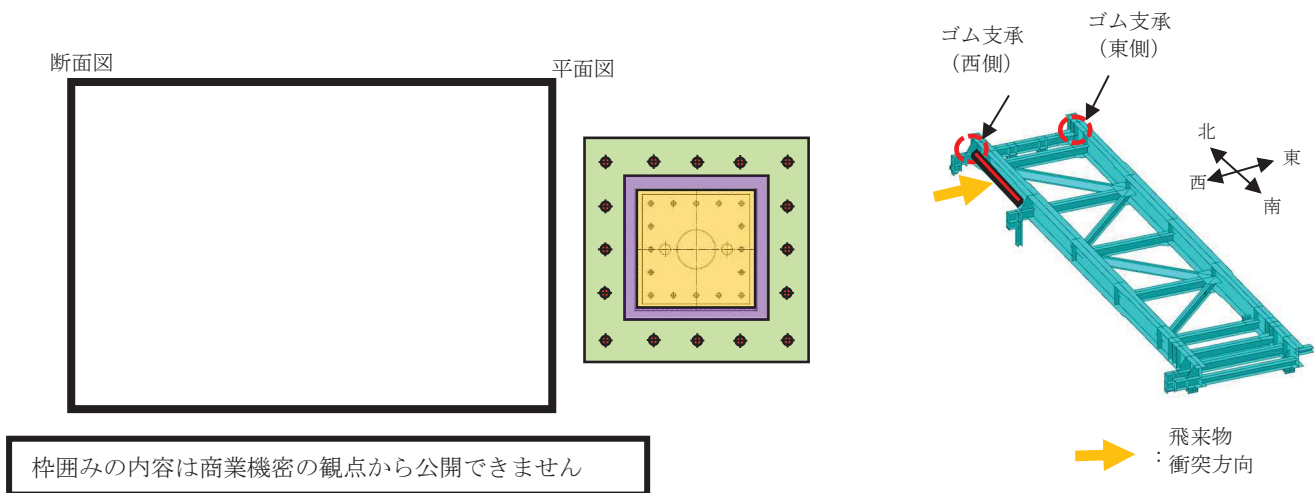 断面図
平面図
枠囲みの内容は商業機密の観点から公開できません
ゴム支承
（西側）
ゴム支承
（東側）
北
東
西
南
飛来物
：
衝突方向